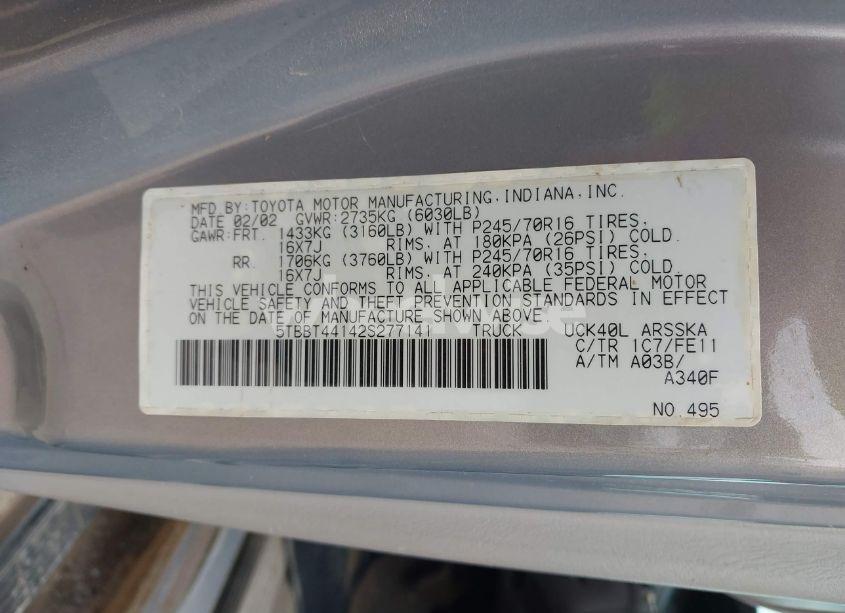 MFD.BY:TOYOTA MOTOR MANUFACTURING,INDIANA,INC.
DATE 02/02 GVWR:2735KG (6030LB)
GAWR:FRT. 1433KG (3160LB) WITH P245/70R16 TIRES,
16X7J RIMS, AT 180KPA (26PSI) COLD.
RR. 1706KG (3760LB) WITH P245/70R16 TIRES,
16X7J RIMS, AT 240KPA (35PSI) COLD.
THIS VEHICLE CONFORMS TO ALL APPLICABLE FEDERAL MOTOR
VEHICLE SAFETY AND THEFT PREVENTION STANDARDS IN EFFECT
ON THE DATE OF MANUFACTURE SHOWN ABOVE.
5TBBT44142S277141 TRUCK UCK40L ARSSKA
C/TR 1C7/FE11
A/TM A03B/
A340F
NO.495